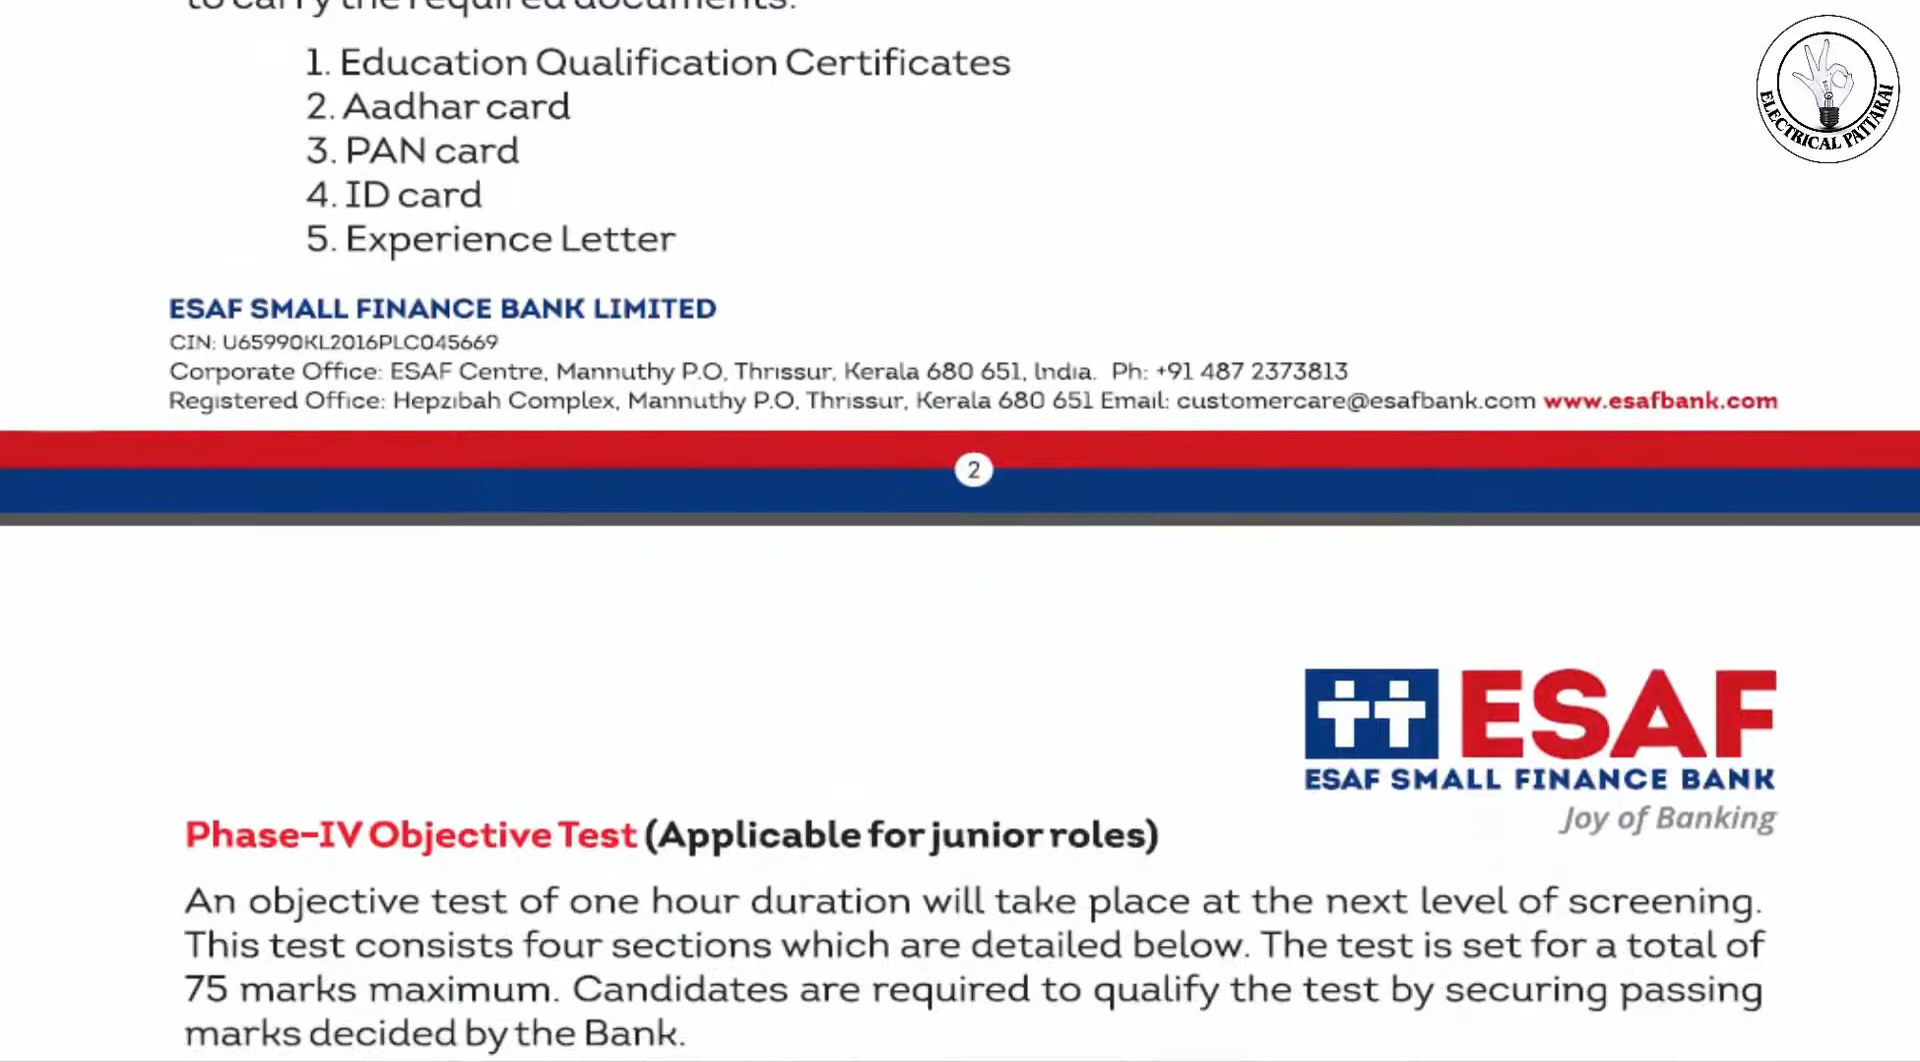 to carry the required documents.
1. Education Qualification Certificates
2. Aadhar card
3. PAN card
4. ID card
5. Experience Letter
ESAF SMALL FINANCE BANK LIMITED
CIN: U65990KL2016PLC045669
Corporate Office: ESAF Centre, Mannuthy P.O, Thrissur, Kerala 680 651, India. Ph: +91 487 2373813
Registered Office: Hepzibah Complex, Mannuthy P.O, Thrissur, Kerala 680 651 Email: customercare@esafbank.com www.esafbank.com
2
ELECTRICAL PATTARAI
ESAF
ESAF SMALL FINANCE BANK
Joy of Banking
Phase-IV Objective Test (Applicable for junior roles)
An objective test of one hour duration will take place at the next level of screening.
This test consists four sections which are detailed below. The test is set for a total of
75 marks maximum. Candidates are required to qualify the test by securing passing
marks decided by the Bank.